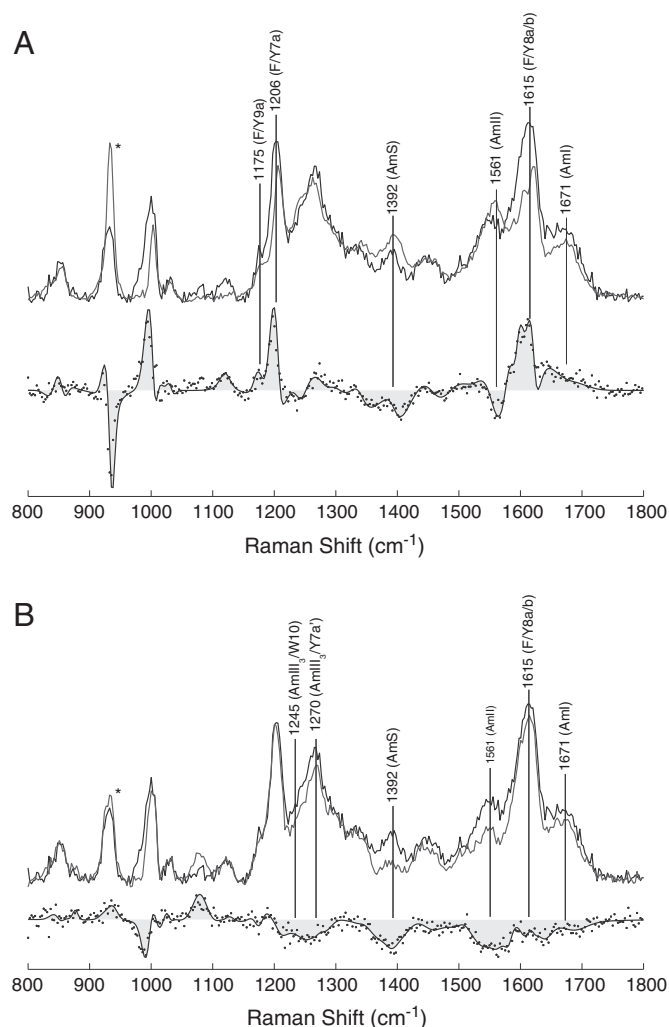 A
1175 (F/Y9a)
1206 (F/Y7a)
1392 (AmS)
1561 (AmII)
1615 (F/Y8a/b)
1671 (AmI)
*
800 900 1000 1100 1200 1300 1400 1500 1600 1700 1800
Raman Shift (cm-1)
B
1245 (AmIII3/W10)
1270 (AmIII3/Y7a')
1392 (AmS)
1561 (AmII)
1615 (F/Y8a/b)
1671 (AmI)
*
800 900 1000 1100 1200 1300 1400 1500 1600 1700 1800
Raman Shift (cm-1)